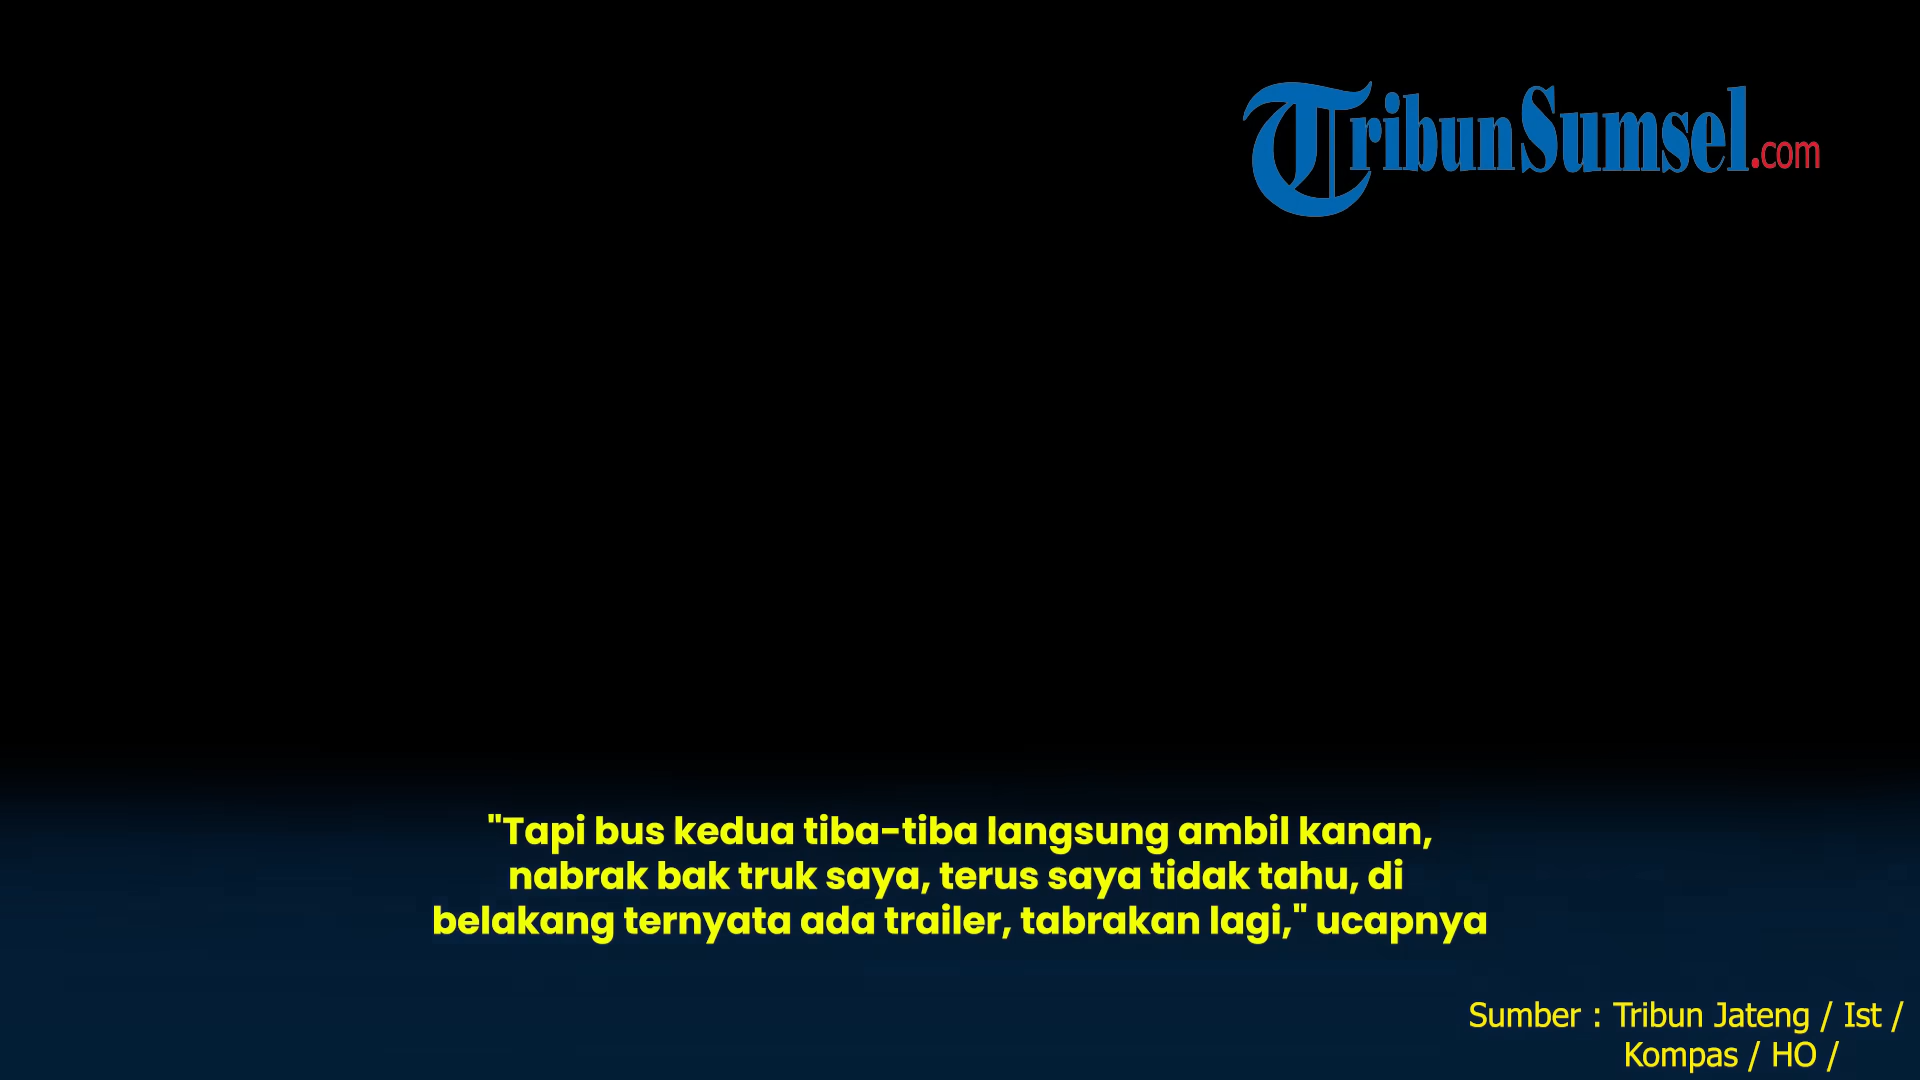 TribunSumsel.com
"Tapi bus kedua tiba-tiba langsung ambil kanan,
nabrak bak truk saya, terus saya tidak tahu, di
belakang ternyata ada trailer, tabrakan lagi," ucapnya
Sumber : Tribun Jateng / Ist /
Kompas / HO /